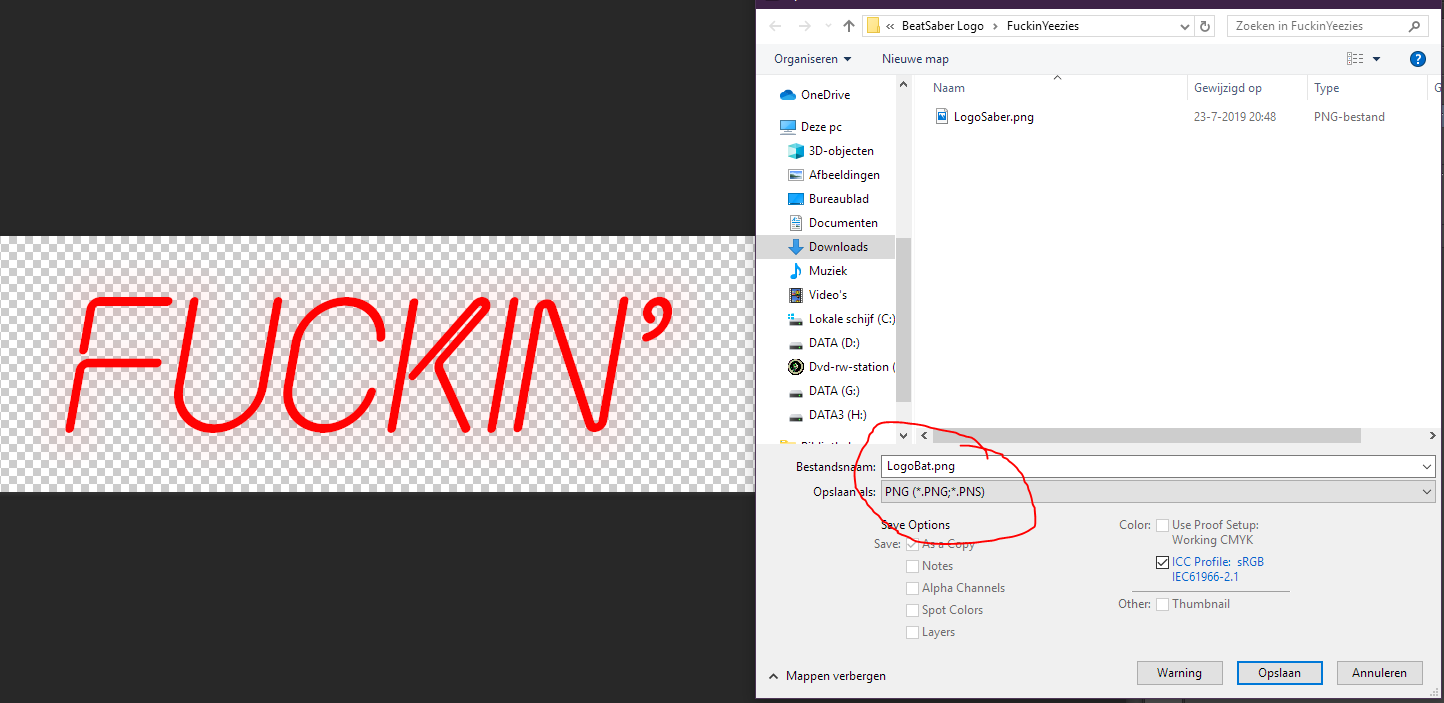 FUCKIN’
« BeatSaber Logo > FuckinYeezies
Zoeken in FuckinYeezies
Organiseren
Nieuwe map
OneDrive
Deze pc
3D-objecten
Afbeeldingen
Bureaublad
Documenten
Downloads
Muziek
Video's
Lokale schijf (C:)
DATA (D:)
Dvd-rw-station (
DATA (G:)
DATA3 (H:)
Naam
Gewijzigd op
Type
G
LogoSaber.png
23-7-2019 20:48
PNG-bestand
Bestandsnaam: LogoBat.png
Opslaan als: PNG (*.PNG;*.PNS)
Save Options
Save: As a Copy
Notes
Alpha Channels
Spot Colors
Layers
Color: Use Proof Setup:
Working CMYK
ICC Profile: sRGB
IEC61966-2.1
Other: Thumbnail
Mappen verbergen
Warning
Opslaan
Annuleren